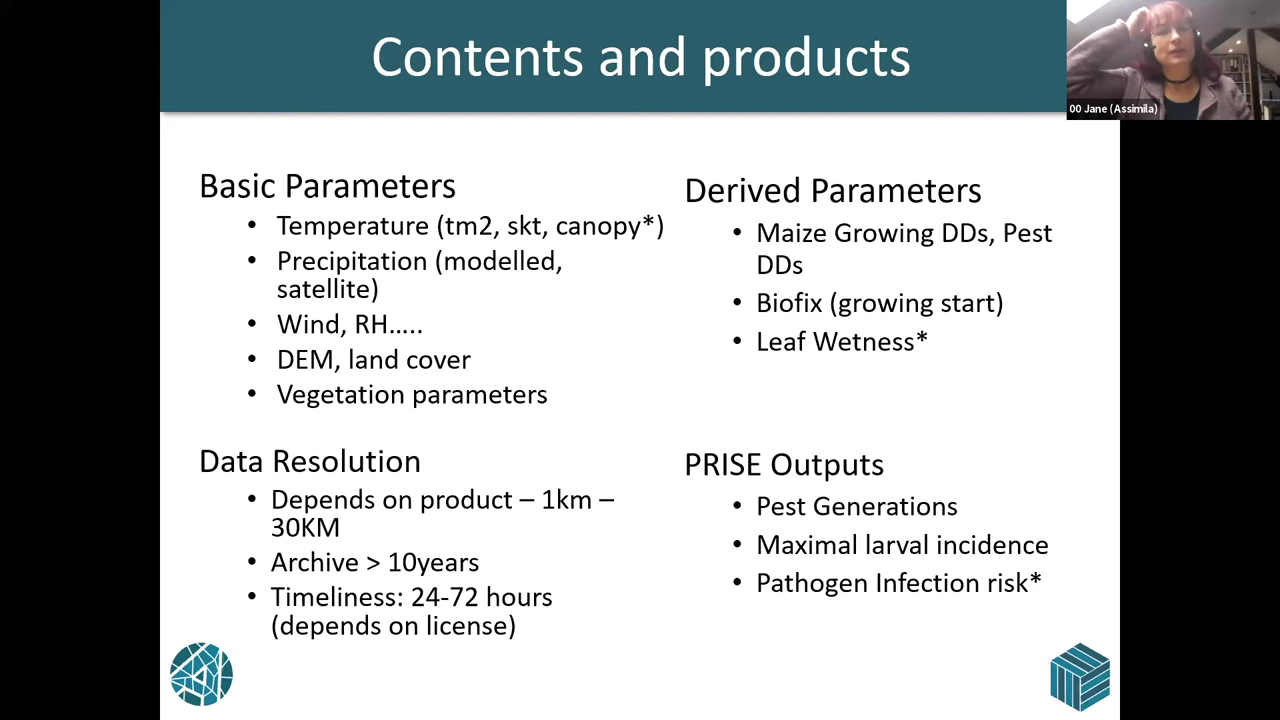 Contents and products
00 Jane (Assimila)
Basic Parameters
• Temperature (tm2, skt, canopy*)
• Precipitation (modelled,
satellite)
• Wind, RH…..
• DEM, land cover
• Vegetation parameters
Derived Parameters
• Maize Growing DDs, Pest
DDs
• Biofix (growing start)
• Leaf Wetness*
Data Resolution
• Depends on product – 1km –
30KM
• Archive > 10years
• Timeliness: 24-72 hours
(depends on license)
PRISE Outputs
• Pest Generations
• Maximal larval incidence
• Pathogen Infection risk*